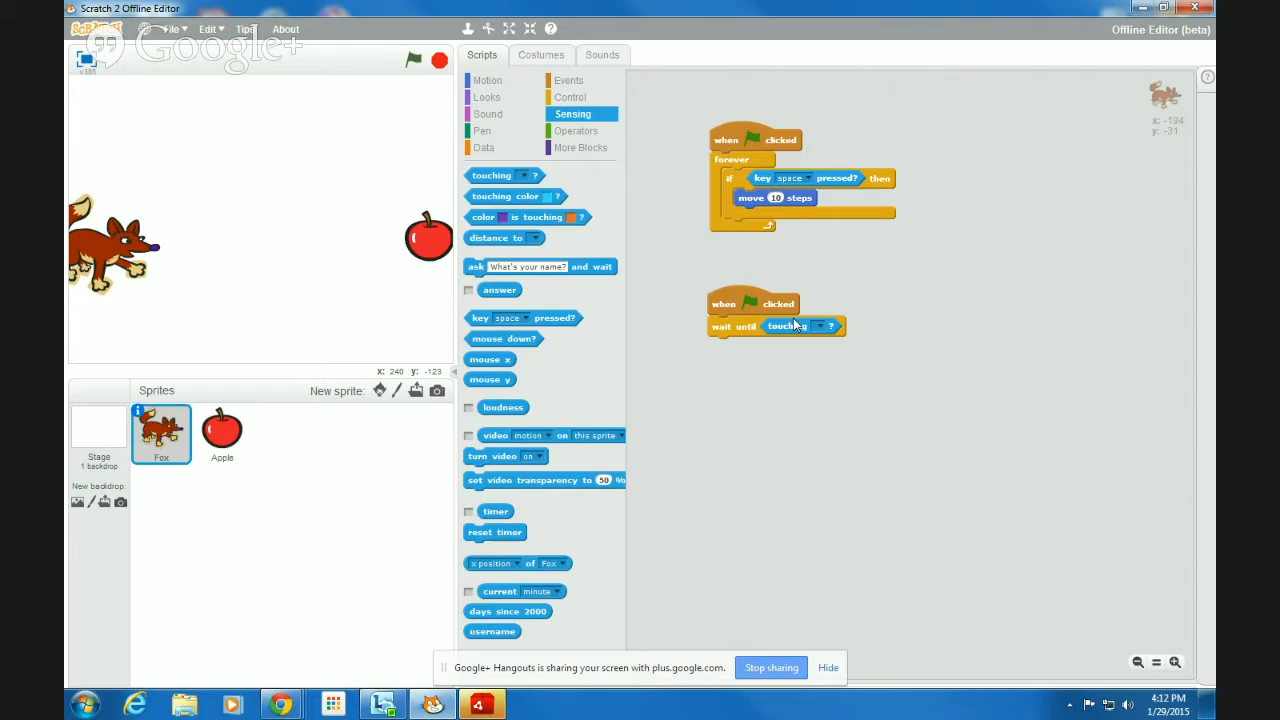 Scratch 2 Offline Editor
SCRATCH File Edit Tips About
Offline Editor (beta)
Google+
v385
Scripts Costumes Sounds
Motion Events
Looks Control
Sound Sensing
Pen Operators
Data More Blocks
touching ?
touching color ?
color is touching ?
distance to
ask What's your name? and wait
answer
key space pressed?
mouse down?
mouse x
mouse y
loudness
video motion on this sprite
turn video on
set video transparency to 50 %
timer
reset timer
x position of Fox
current minute
days since 2000
username
x: -194
y: -31
when clicked
forever
if key space pressed? then
move 10 steps
when clicked
wait until touching ?
x: 240 y: -123
Sprites New sprite:
Stage
1 backdrop
New backdrop:
Fox
Apple
Google+ Hangouts is sharing your screen with plus.google.com. Stop sharing Hide
4:12 PM
1/29/2015